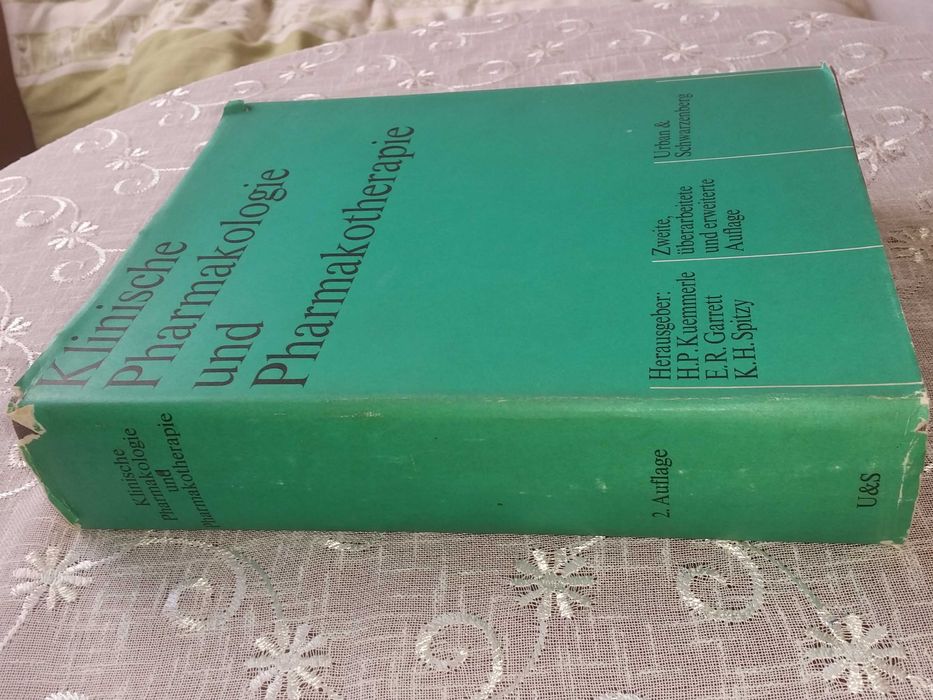 Klinische
Pharmakologie
und
Pharmakotherapie
Herausgeber:
H.P. Kuemmerle
E.R. Garrett
K.H. Spitzy
Zweite,
überarbeitete
und erweiterte
Auflage
Urban &
Schwarzenberg
Klinische
Pharmakologie
und
Pharmakotherapie
2. Auflage
U&S